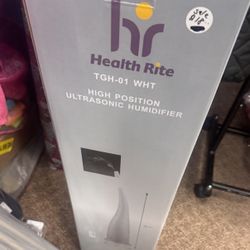 hr
Health Rite
TGH-01 WHT
HIGH POSITION
ULTRASONIC HUMIDIFIER